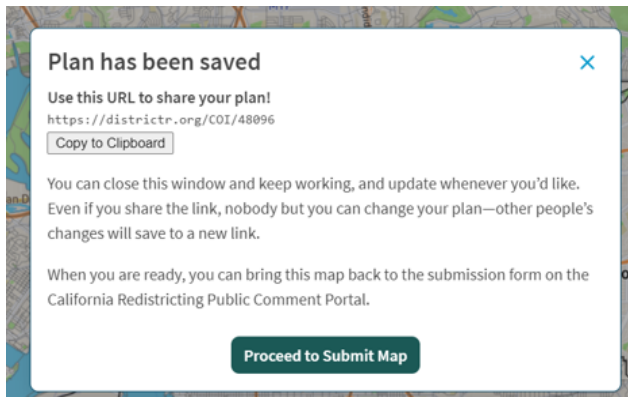 Plan has been saved
Use this URL to share your plan!
https://districtr.org/COI/48096
Copy to Clipboard
You can close this window and keep working, and update whenever you’d like.
Even if you share the link, nobody but you can change your plan—other people’s
changes will save to a new link.
When you are ready, you can bring this map back to the submission form on the
California Redistricting Public Comment Portal.
Proceed to Submit Map